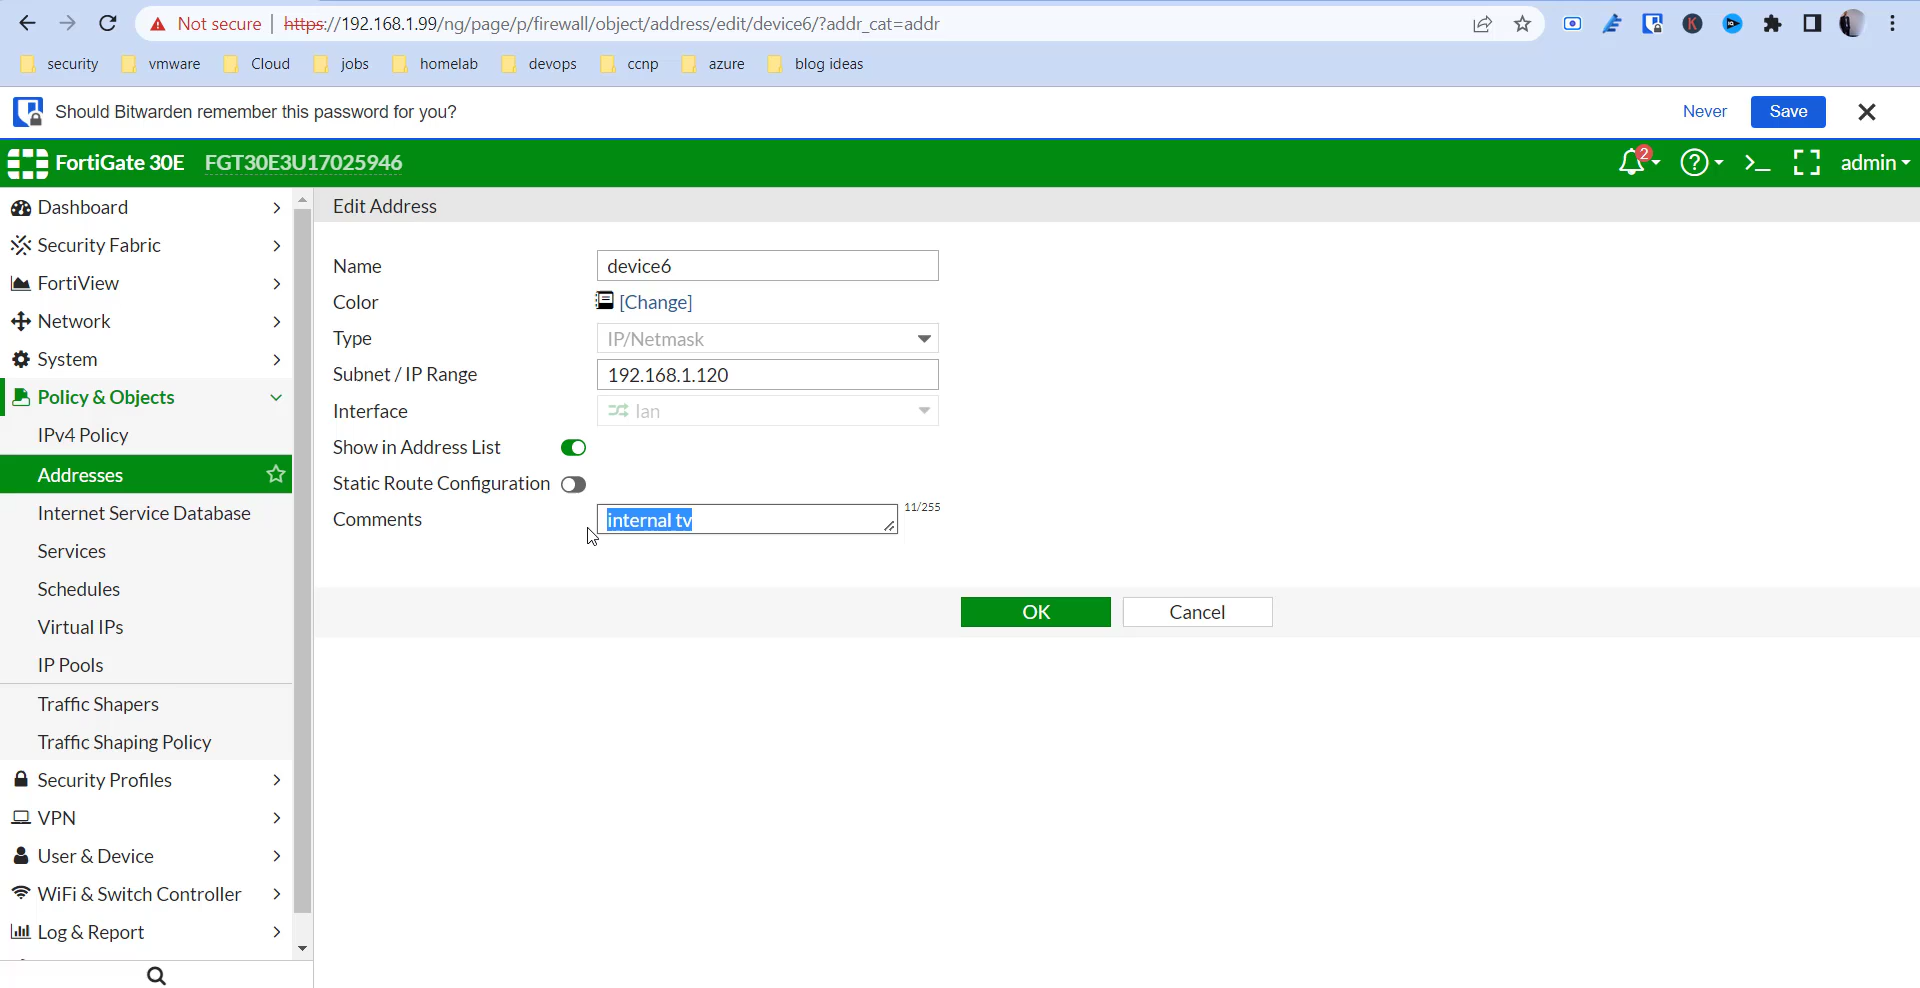 Not secure https://192.168.1.99/ng/page/p/firewall/object/address/edit/device6/?addr_cat=addr
security vmware Cloud jobs homelab devops ccnp azure blog ideas
Should Bitwarden remember this password for you? Never Save
FortiGate 30E FGT30E3U17025946 2 admin
Dashboard
Security Fabric
FortiView
Network
System
Policy & Objects
IPv4 Policy
Addresses
Internet Service Database
Services
Schedules
Virtual IPs
IP Pools
Traffic Shapers
Traffic Shaping Policy
Security Profiles
VPN
User & Device
WiFi & Switch Controller
Log & Report
Edit Address
Name device6
Color [Change]
Type IP/Netmask
Subnet / IP Range 192.168.1.120
Interface lan
Show in Address List
Static Route Configuration
Comments internal tv 11/255
OK Cancel